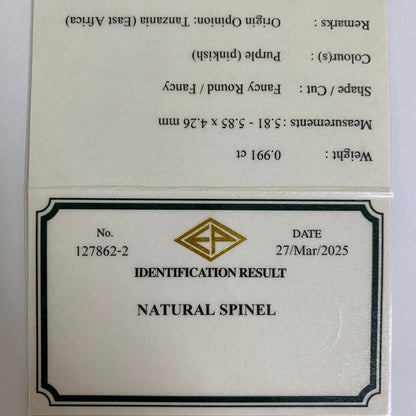 Weight : 0.991 ct
Measurements : 5.81 - 5.85 x 4.26 mm
Shape / Cut : Fancy Round / Fancy
Colour(s) : Purple (pinkish)
Remarks : Origin Opinion: Tanzania (East Africa)
No. DATE
127862-2 27/Mar/2025
IDENTIFICATION RESULT
NATURAL SPINEL